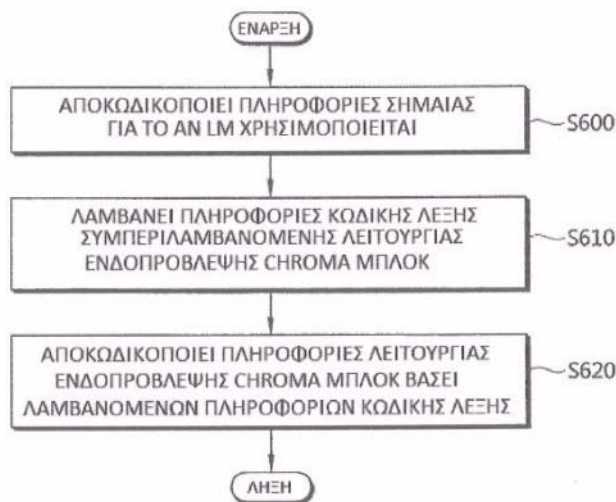 ΕΝΑΡΞΗ
ΑΠΟΚΩΔΙΚΟΠΟΙΕΙ ΠΛΗΡΟΦΟΡΙΕΣ ΣΗΜΑΙΑΣ
ΓΙΑ ΤΟ ΑΝ LM ΧΡΗΣΙΜΟΠΟΙΕΙΤΑΙ
S600
ΛΑΜΒΑΝΕΙ ΠΛΗΡΟΦΟΡΙΕΣ ΚΩΔΙΚΗΣ ΛΕΞΗΣ
ΣΥΜΠΕΡΙΛΑΜΒΑΝΟΜΕΝΗΣ ΛΕΙΤΟΥΡΓΙΑΣ
ΕΝΔΟΠΡΟΒΛΕΨΗΣ CHROMA ΜΠΛΟΚ
S610
ΑΠΟΚΩΔΙΚΟΠΟΙΕΙ ΠΛΗΡΟΦΟΡΙΕΣ ΛΕΙΤΟΥΡΓΙΑΣ
ΕΝΔΟΠΡΟΒΛΕΨΗΣ CHROMA ΜΠΛΟΚ ΒΑΣΕΙ
ΛΑΜΒΑΝΟΜΕΝΩΝ ΠΛΗΡΟΦΟΡΙΩΝ ΚΩΔΙΚΗΣ ΛΕΞΗΣ
S620
ΛΗΞΗ